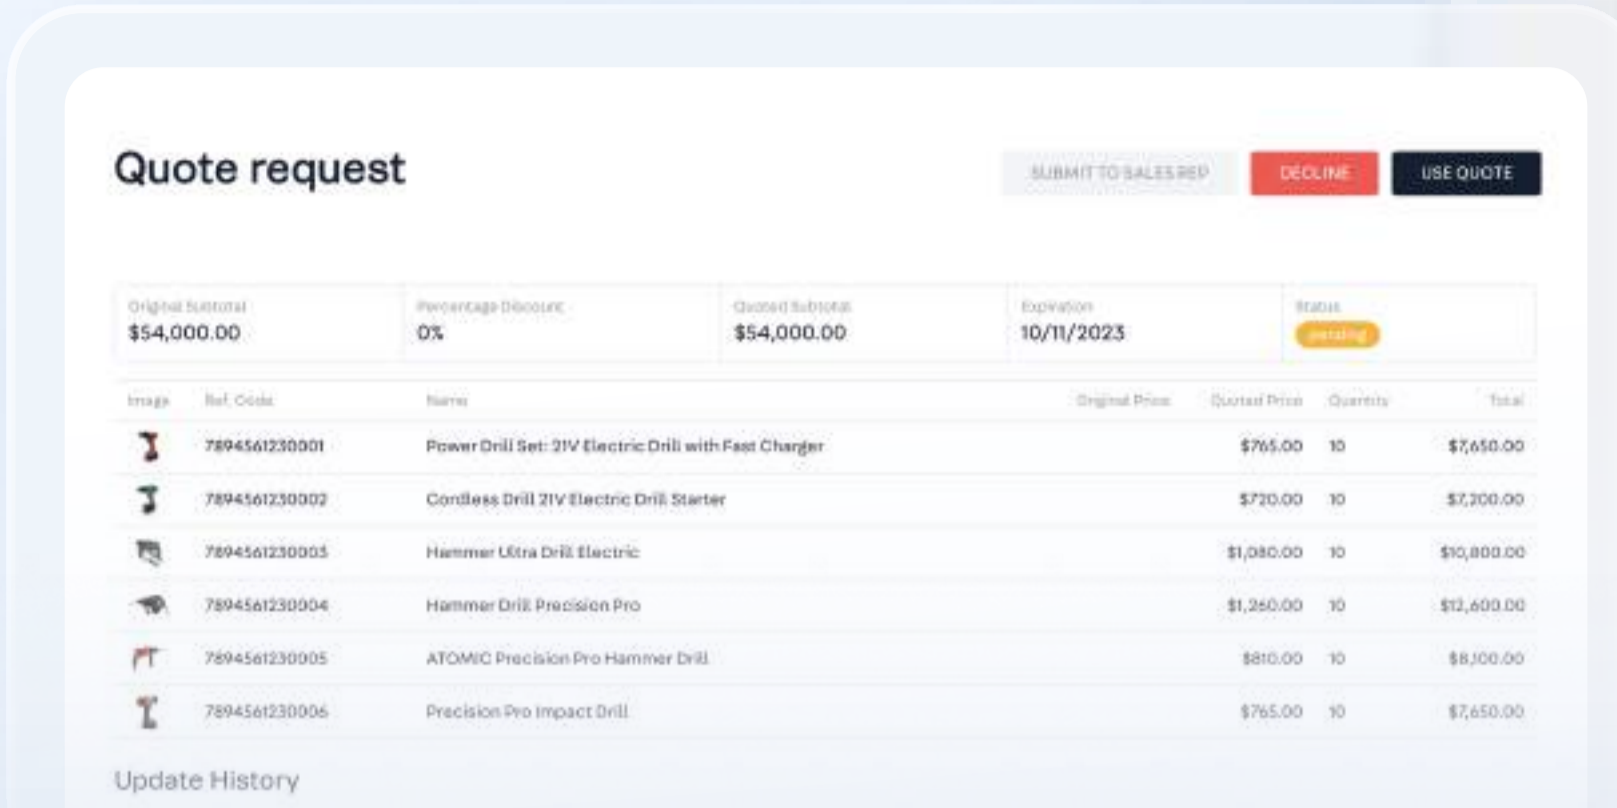 Quote request
SUBMIT TO SALES REP DECLINE USE QUOTE
Original Subtotal Percentage Discount Quoted Subtotal Expiration Status
$54,000.00 0% $54,000.00 10/11/2023 pending
Image Ref. Code Name Original Price Quoted Price Quantity Total
7894561230001 Power Drill Set: 21V Electric Drill with Fast Charger $765.00 10 $7,650.00
7894561230002 Cordless Drill 21V Electric Drill Starter $720.00 10 $7,200.00
7894561230003 Hammer Ultra Drill Electric $1,080.00 10 $10,800.00
7894561230004 Hammer Drill Precision Pro $1,260.00 10 $12,600.00
7894561230005 ATOMIC Precision Pro Hammer Drill $810.00 10 $8,100.00
7894561230006 Precision Pro Impact Drill $765.00 10 $7,650.00
Update History